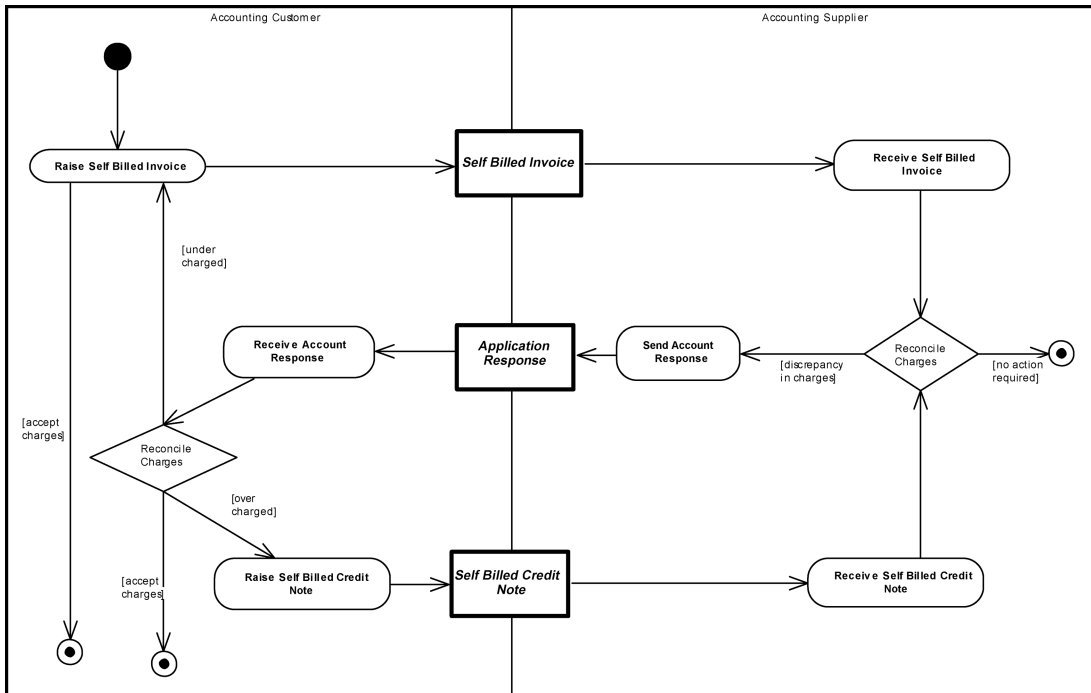 Accounting Customer
Accounting Supplier
Raise Self Billed Invoice
Self Billed Invoice
Receive Self Billed
Invoice
[under
charged]
Receive Account
Response
Application
Response
Send Account
Response
Reconcile
Charges
[discrepancy
in charges]
[no action
required]
[accept
charges]
Reconcile
Charges
[over
charged]
[accept
charges]
Raise Self Billed Credit
Note
Self Billed Credit
Note
Receive Self Billed Credit
Note